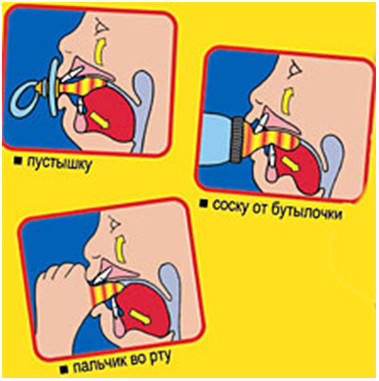 ▪ пустышку
▪ соску от бутылочки
▪ пальчик во рту